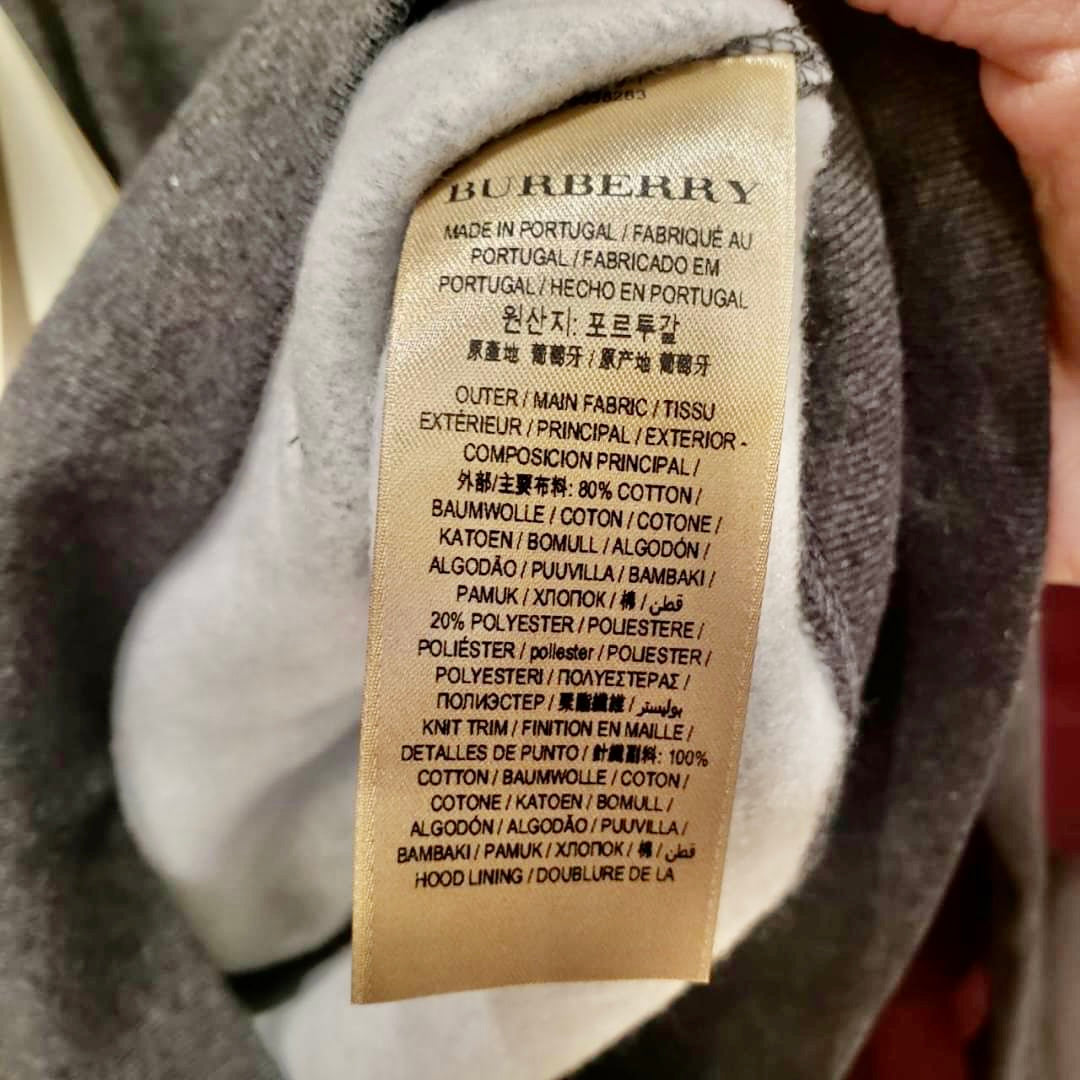 BURBERRY
MADE IN PORTUGAL / FABRIQUÉ AU
PORTUGAL / FABRICADO EM
PORTUGAL / HECHO EN PORTUGAL
원산지: 포르투갈
原產地 葡萄牙 / 原产地 葡萄牙
OUTER / MAIN FABRIC / TISSU
EXTÉRIEUR / PRINCIPAL / EXTERIOR -
COMPOSICION PRINCIPAL /
外部/主要布料: 80% COTTON /
BAUMWOLLE / COTON / COTONE /
KATOEN / BOMULL / ALGODÓN /
ALGODÃO / PUUVILLA / BAMBAKI /
PAMUK / ХЛОПОК / 棉 / قطن /
20% POLYESTER / POLIESTERE /
POLIÉSTER / poliester / POLIESTER /
POLYESTERI / ΠΟΛΥΕΣΤΕΡΑΣ /
ПОЛИЭСТЕР / 聚酯纖維 / بوليستر /
KNIT TRIM / FINITION EN MAILLE /
DETALLES DE PUNTO / 針織副料: 100%
COTTON / BAUMWOLLE / COTON /
COTONE / KATOEN / BOMULL /
ALGODÓN / ALGODÃO / PUUVILLA /
BAMBAKI / PAMUK / ХЛОПОК / 棉 / قطن /
HOOD LINING / DOUBLURE DE LA